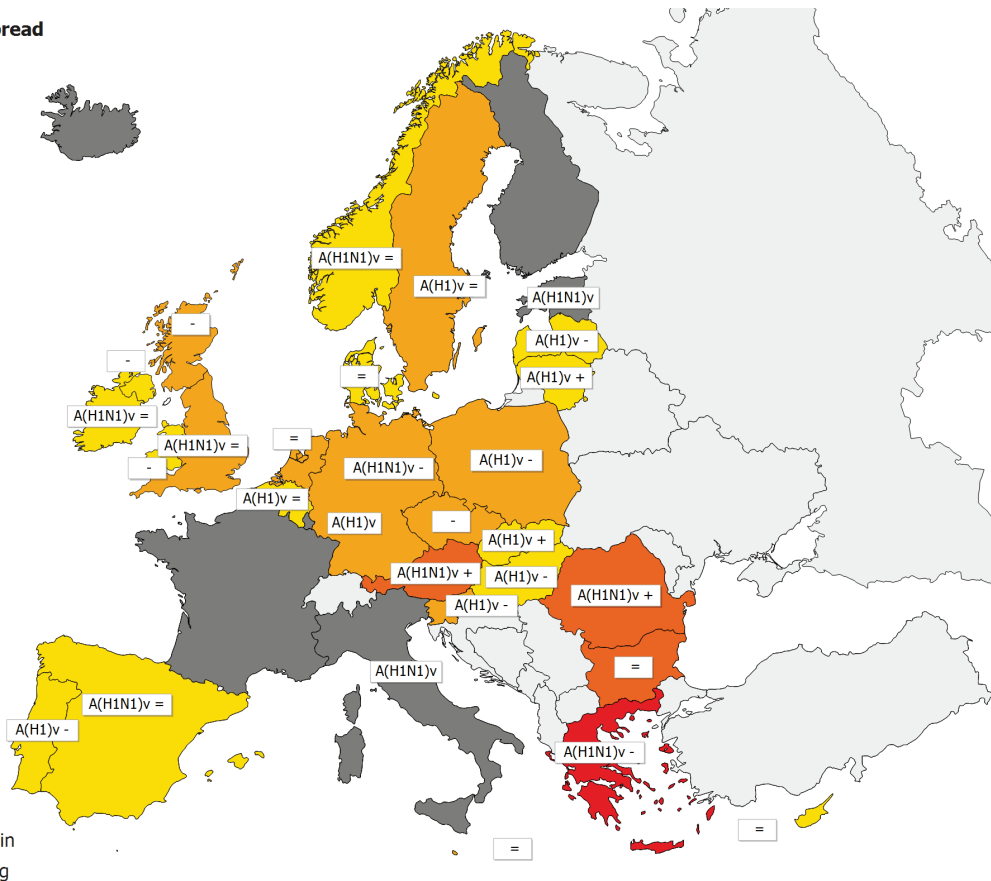 A(H1N1)v =
A(H1)v =
A(H1N1)v
-
A(H1)v -
-
=
A(H1)v +
A(H1N1)v =
=
A(H1N1)v =
A(H1)v -
-
A(H1N1)v -
A(H1)v =
A(H1)v
-
A(H1)v +
A(H1N1)v +
A(H1)v -
A(H1N1)v +
A(H1)v -
=
A(H1N1)v
A(H1N1)v =
A(H1)v -
A(H1N1)v -
=
in
=